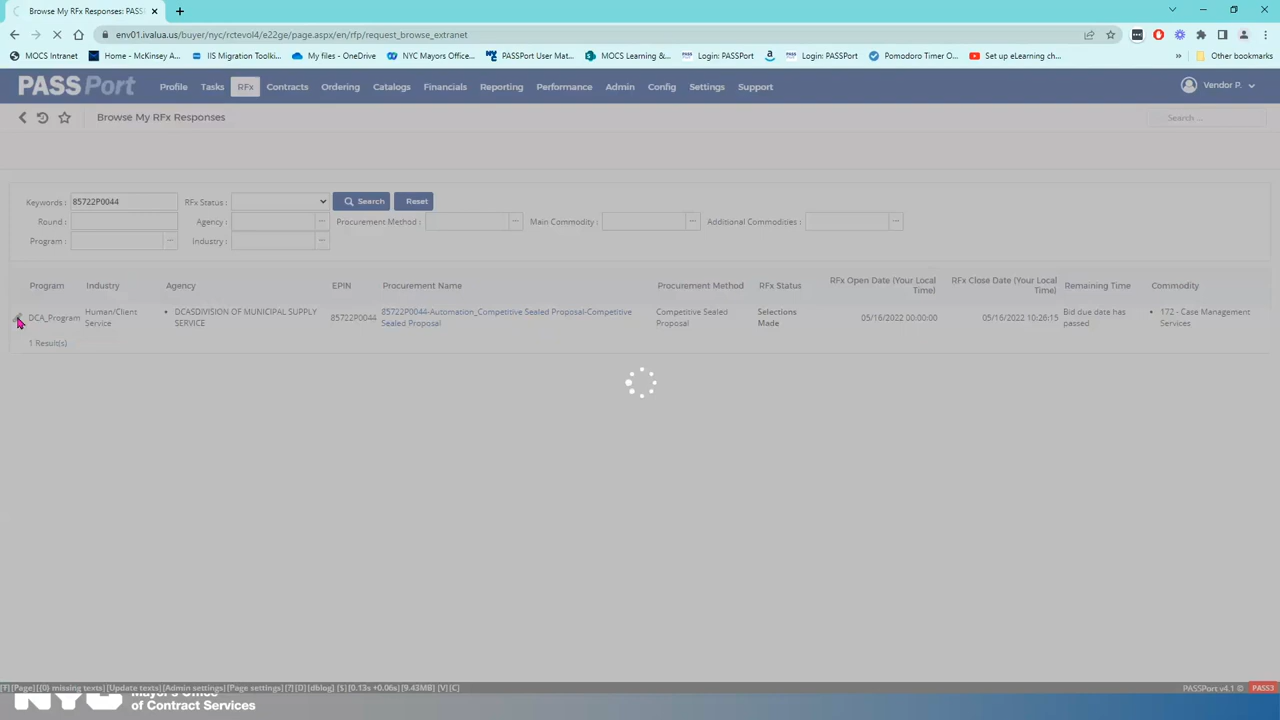 Browse My RFx Responses: PASS
env01.ivalua.us/buyer/nyc/rctevol4/e22ge/page.aspx/en/rfp/request_browse_extranet
MOCS Intranet Home - McKinsey A... IIS Migration Toolki... My files - OneDrive NYC Mayors Office... PASSPort User Mat... MOCS Learning &... Login: PASSPort Login: PASSPort Pomodoro Timer O... Set up eLearning ch... » Other bookmarks
PASSPort Profile Tasks RFx Contracts Ordering Catalogs Financials Reporting Performance Admin Config Settings Support Vendor P.
Browse My RFx Responses Search ...
Keywords : 85722P0044 RFx Status : Search Reset
Round : Agency : Procurement Method : Main Commodity : Additional Commodities :
Program : Industry :
Program Industry Agency EPIN Procurement Name Procurement Method RFx Status RFx Open Date (Your Local Time) RFx Close Date (Your Local Time) Remaining Time Commodity
DCA_Program Human/Client Service • DCASDIVISION OF MUNICIPAL SUPPLY SERVICE 85722P0044 85722P0044-Automation_Competitive Sealed Proposal-Competitive Sealed Proposal Competitive Sealed Proposal Selections Made 05/16/2022 00:00:00 05/16/2022 10:26:15 Bid due date has passed • 172 - Case Management Services
1 Result(s)
[F][Page][(0) missing texts][Update texts][Admin settings][Page settings][?][D][dblog][S][0.13s +0.06s][9.43MB][V][C] PASSPort v4.1 © PASS3
NYC Mayor's Office
of Contract Services